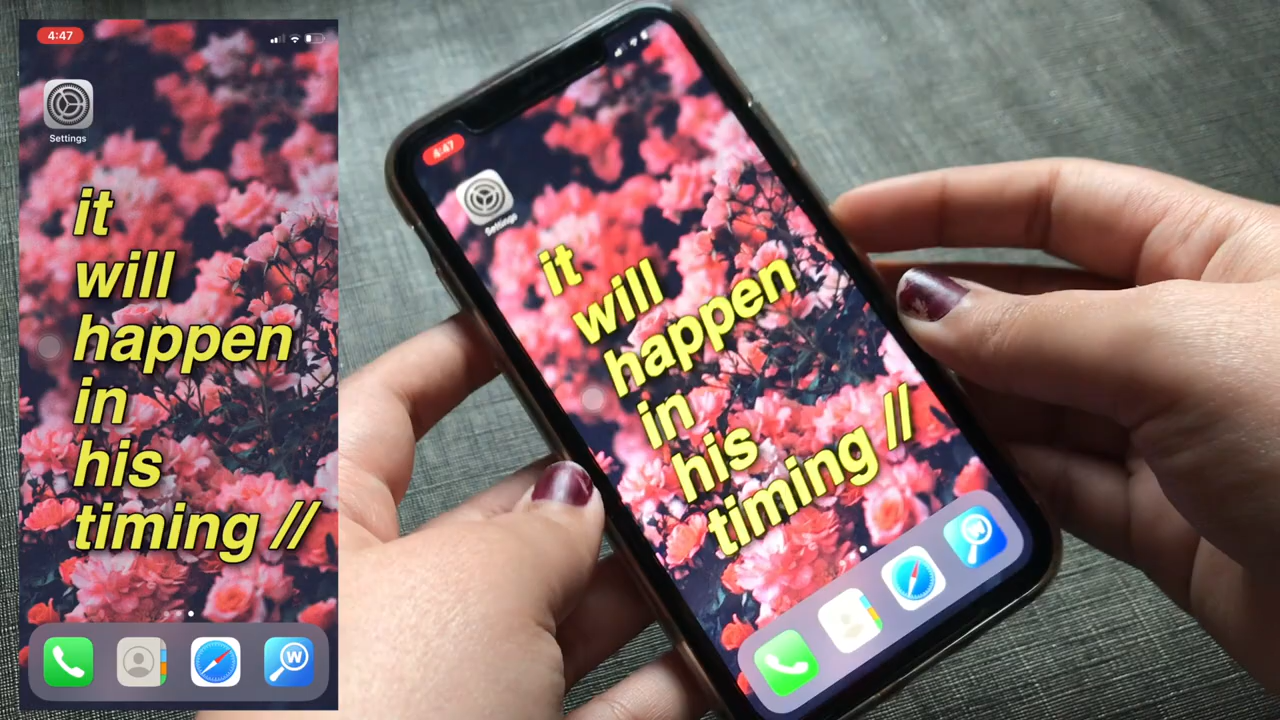 4:47
Settings
it
will
happen
in
his
timing //
W
4:47
Settings
it
will
happen
in
his
timing //
W